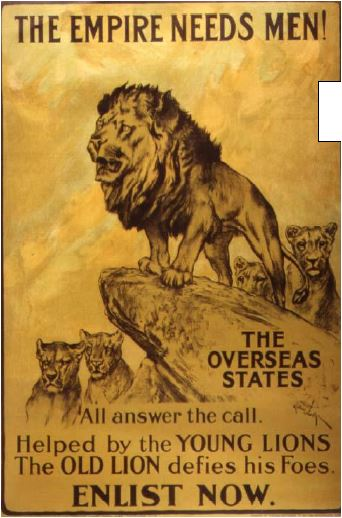 THE EMPIRE NEEDS MEN!
THE
OVERSEAS
STATES
All answer the call.
Helped by the YOUNG LIONS
The OLD LION defies his Foes.
ENLIST NOW.